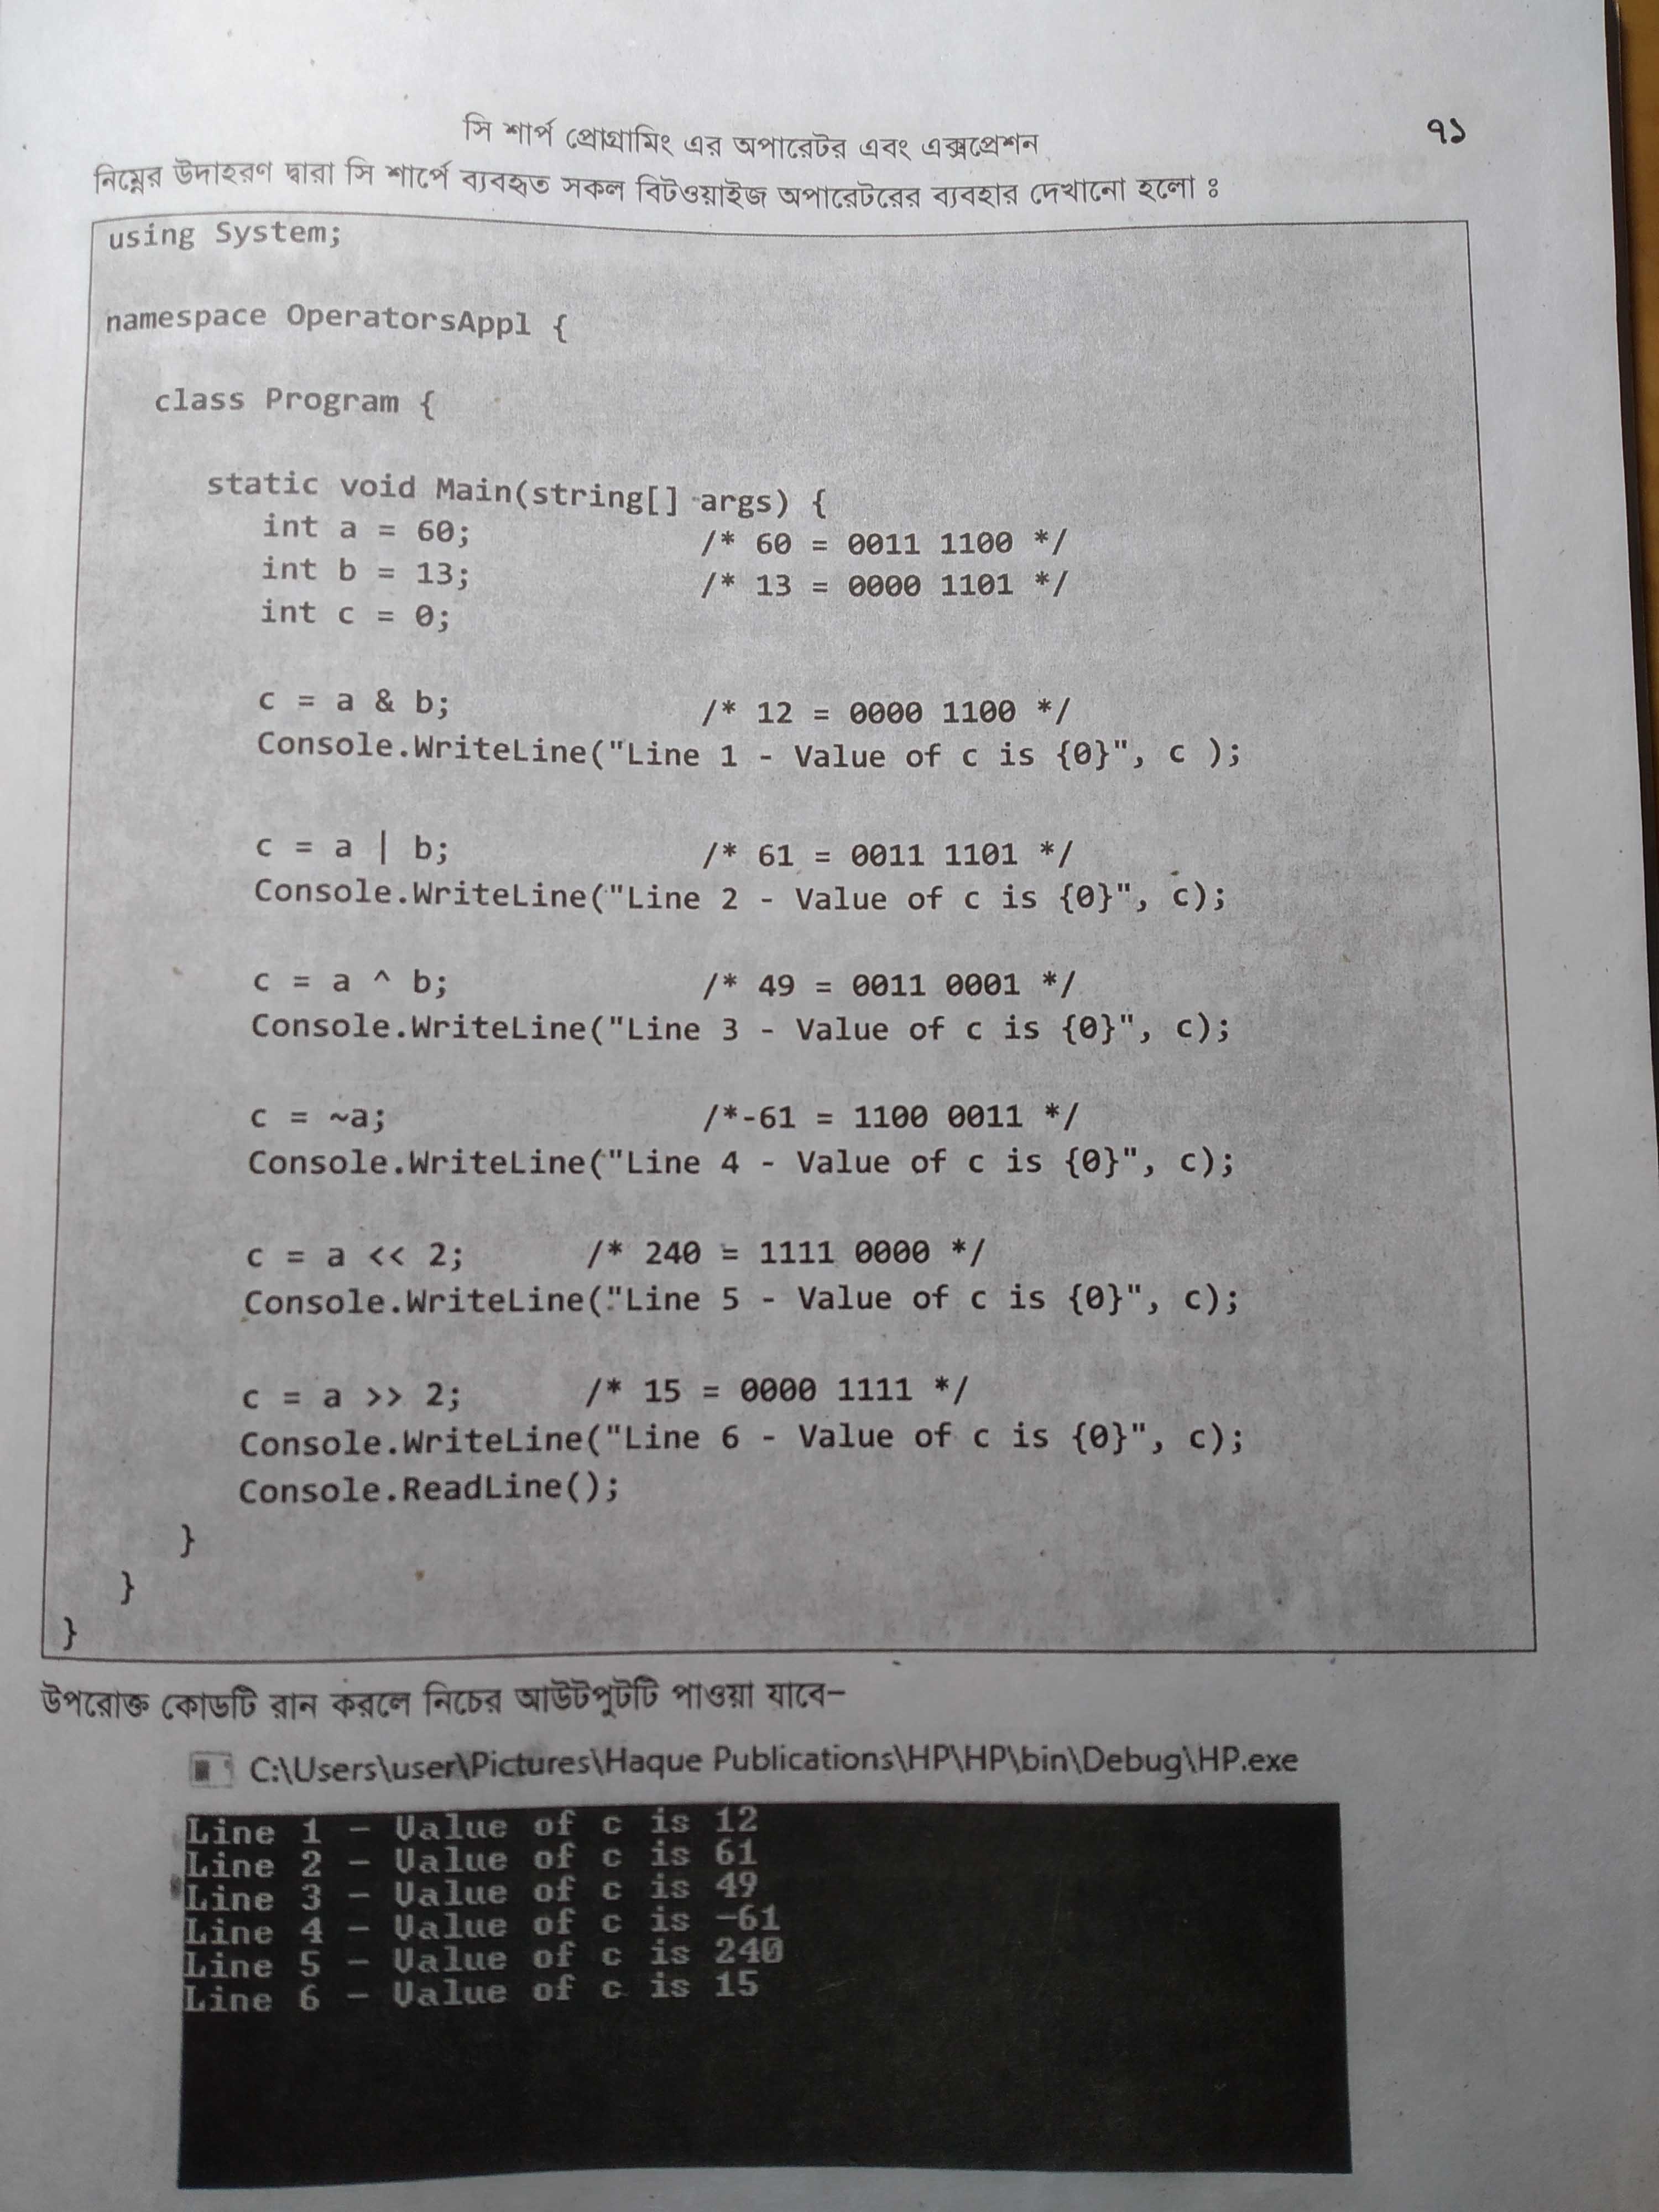 সি শার্প প্রোগ্রামিং এর অপারেটর এবং এক্সপ্রেশন ৭১
নিম্নের উদাহরণ দ্বারা সি শার্পে ব্যবহৃত সকল বিটওয়াইজ অপারেটরের ব্যবহার দেখানো হলো ঃ
using System;
namespace OperatorsAppl {
class Program {
static void Main(string[] args) {
int a = 60; /* 60 = 0011 1100 */
int b = 13; /* 13 = 0000 1101 */
int c = 0;
c = a & b; /* 12 = 0000 1100 */
Console.WriteLine("Line 1 - Value of c is {0}", c );
c = a | b; /* 61 = 0011 1101 */
Console.WriteLine("Line 2 - Value of c is {0}", c);
c = a ^ b; /* 49 = 0011 0001 */
Console.WriteLine("Line 3 - Value of c is {0}", c);
c = ~a; /*-61 = 1100 0011 */
Console.WriteLine("Line 4 - Value of c is {0}", c);
c = a << 2; /* 240 = 1111 0000 */
Console.WriteLine("Line 5 - Value of c is {0}", c);
c = a >> 2; /* 15 = 0000 1111 */
Console.WriteLine("Line 6 - Value of c is {0}", c);
Console.ReadLine();
}
}
}
উপরোক্ত কোডটি রান করলে নিচের আউটপুটটি পাওয়া যাবে–
C:\Users\user\Pictures\Haque Publications\HP\HP\bin\Debug\HP.exe
Line 1 - Value of c is 12
Line 2 - Value of c is 61
Line 3 - Value of c is 49
Line 4 - Value of c is -61
Line 5 - Value of c is 240
Line 6 - Value of c is 15